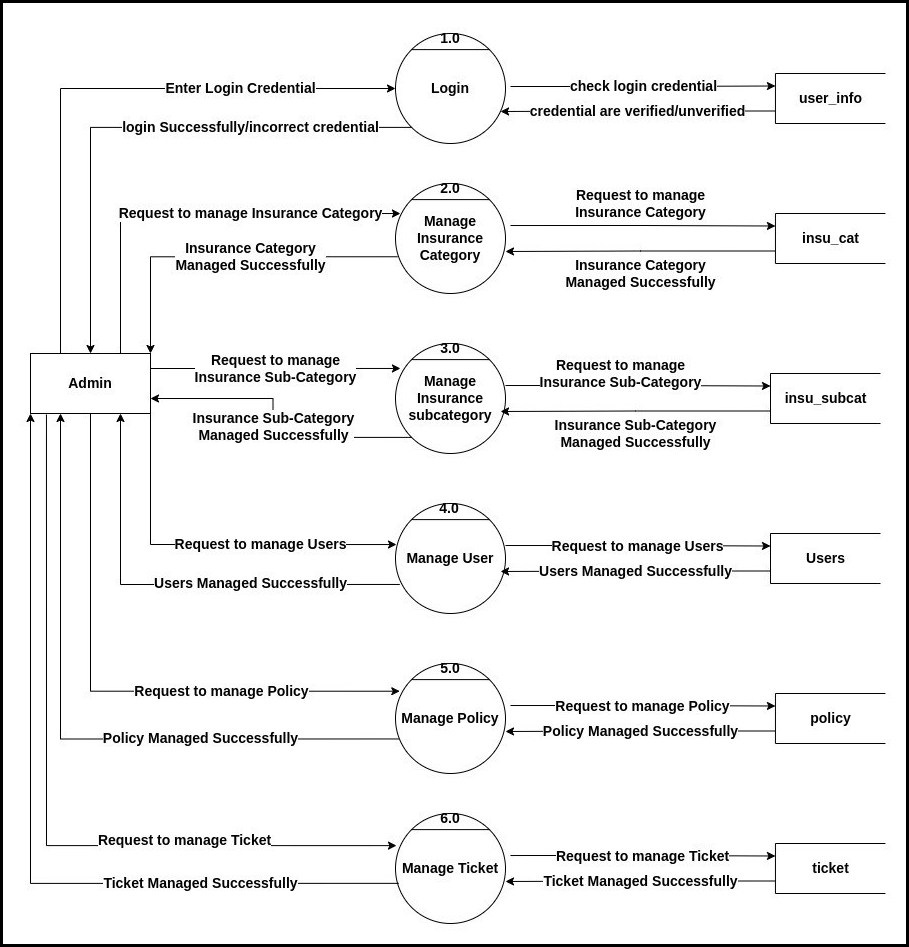 1.0
Login
Enter Login Credential
login Successfully/incorrect credential
check login credential
credential are verified/unverified
user_info
2.0
Manage
Insurance
Category
Request to manage Insurance Category
Insurance Category
Managed Successfully
Request to manage
Insurance Category
Insurance Category
Managed Successfully
insu_cat
Admin
3.0
Manage
Insurance
subcategory
Request to manage
Insurance Sub-Category
Insurance Sub-Category
Managed Successfully
Request to manage
Insurance Sub-Category
Insurance Sub-Category
Managed Successfully
insu_subcat
4.0
Manage User
Request to manage Users
Users Managed Successfully
Request to manage Users
Users Managed Successfully
Users
5.0
Manage Policy
Request to manage Policy
Policy Managed Successfully
Request to manage Policy
Policy Managed Successfully
policy
6.0
Manage Ticket
Request to manage Ticket
Ticket Managed Successfully
Request to manage Ticket
Ticket Managed Successfully
ticket